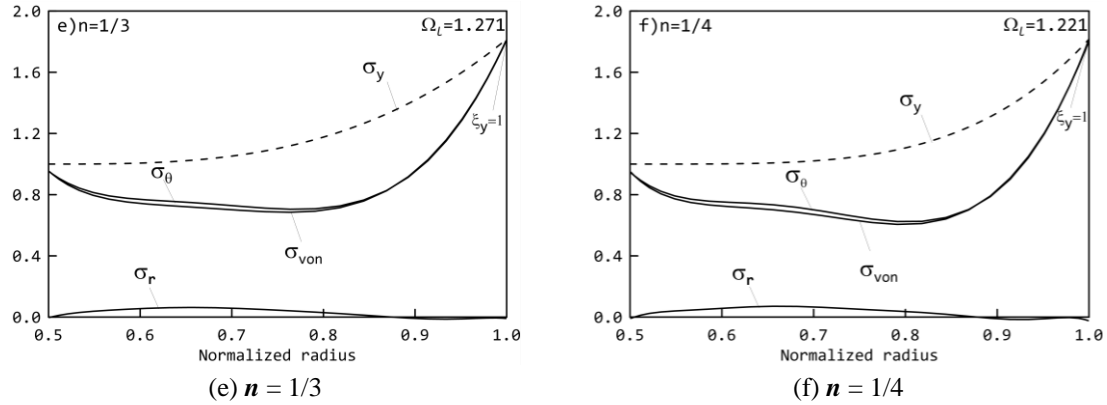 2.0
e)n=1/3
Ω_L=1.271
1.6
σ_y
1.2
ξ_y=1
σ_θ
0.8
σ_von
0.4
σ_r
0.0
0.5 0.6 0.7 0.8 0.9 1.0
Normalized radius
(e) n = 1/3
2.0
f)n=1/4
Ω_L=1.221
1.6
σ_y
1.2
ξ_y=1
σ_θ
0.8
σ_von
0.4
σ_r
0.0
0.5 0.6 0.7 0.8 0.9 1.0
Normalized radius
(f) n = 1/4